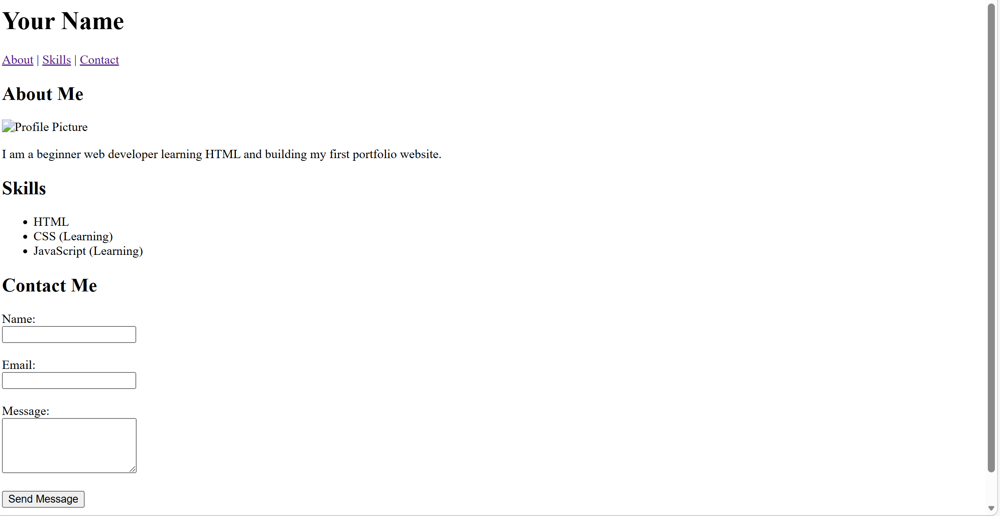 Your Name
About | Skills | Contact
About Me
Profile Picture
I am a beginner web developer learning HTML and building my first portfolio website.
Skills
• HTML
• CSS (Learning)
• JavaScript (Learning)
Contact Me
Name:
Email:
Message:
Send Message